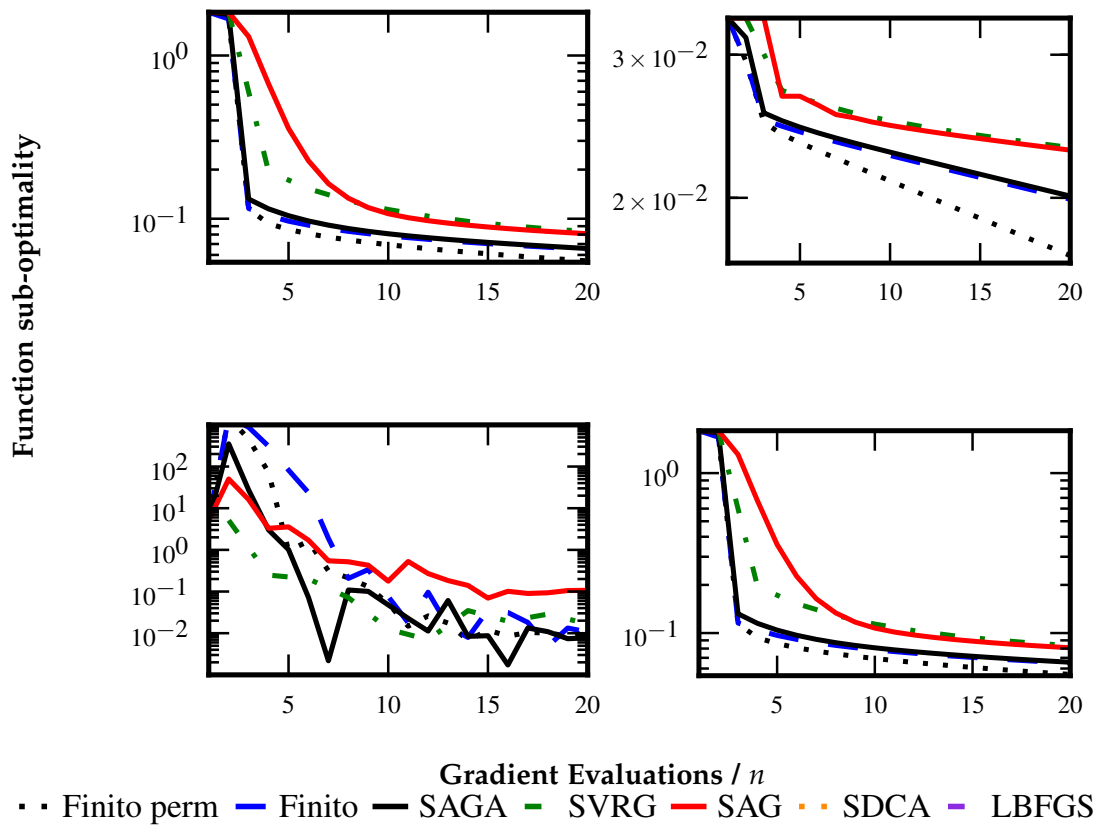 Function sub-optimality
10^0
10^-1
5 10 15 20
3 × 10^-2
2 × 10^-2
5 10 15 20
10^2
10^1
10^0
10^-1
10^-2
5 10 15 20
10^0
10^-1
5 10 15 20
Gradient Evaluations / n
Finito perm Finito SAGA SVRG SAG SDCA LBFGS